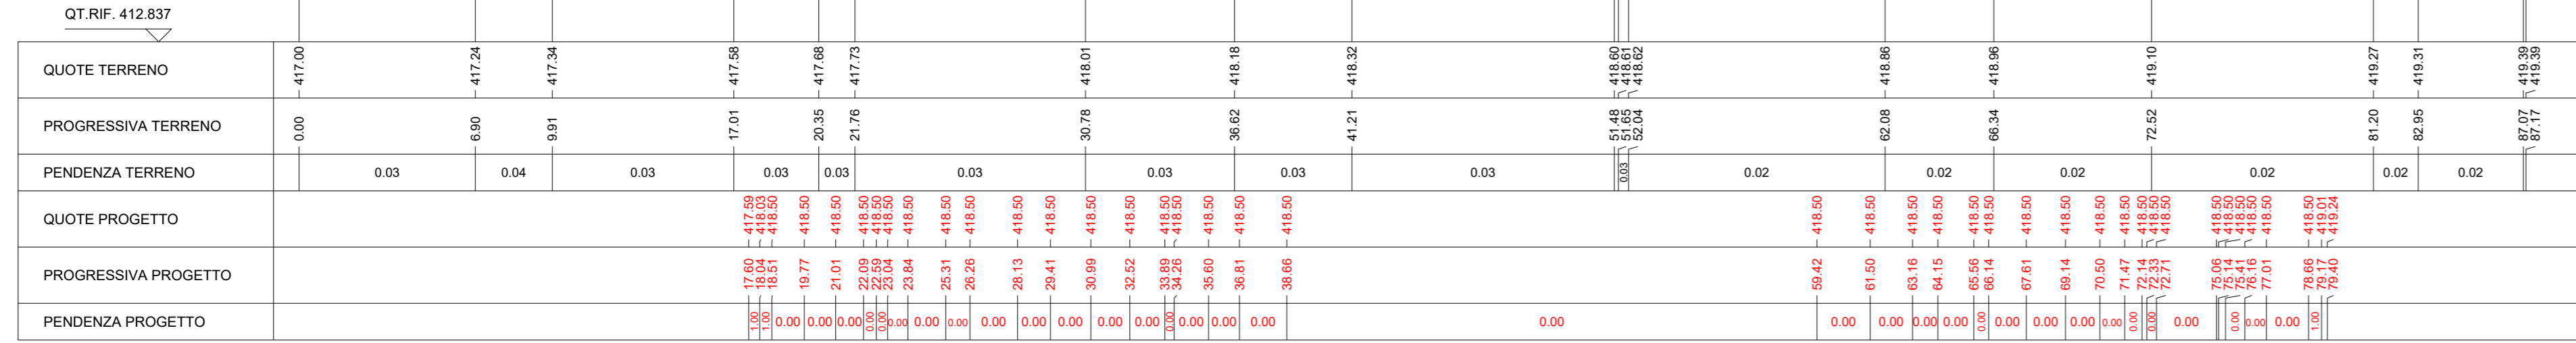 QT.RIF. 412.837
QUOTE TERRENO 417.00 417.24 417.34 417.58 417.68 417.73 418.01 418.18 418.32 418.60 418.61 418.62 418.86 418.96 419.10 419.27 419.31 419.39 419.39
PROGRESSIVA TERRENO 0.00 6.90 9.91 17.01 20.35 21.76 30.78 36.62 41.21 51.48 51.65 52.04 62.08 66.34 72.52 81.20 82.95 87.07 87.17
PENDENZA TERRENO 0.03 0.04 0.03 0.03 0.03 0.03 0.03 0.03 0.03 0.03 0.02 0.02 0.02 0.02 0.02 0.02
QUOTE PROGETTO 417.59 418.03 418.50 418.50 418.50 418.50 418.50 418.50 418.50 418.50 418.50 418.50 418.50 418.50 418.50 418.50 418.50 418.50 418.50 418.50 418.50 418.50 418.50 418.50 418.50 418.50 418.50 418.50 418.50 418.50 418.50 418.50 418.50 418.50 418.50 418.50 418.50 418.50 418.50 418.50 419.01 419.24
PROGRESSIVA PROGETTO 17.60 18.04 18.51 19.77 21.01 22.09 22.59 23.04 23.84 25.31 26.26 28.13 29.41 30.99 32.52 33.89 34.26 35.60 36.81 38.66 59.42 61.50 63.16 64.15 65.56 66.14 67.61 69.14 70.50 71.47 72.14 72.33 72.71 75.06 75.14 75.41 76.16 77.01 78.66 79.17 79.40
PENDENZA PROGETTO 1.00 1.00 0.00 0.00 0.00 0.00 0.00 0.00 0.00 0.00 0.00 0.00 0.00 0.00 0.00 0.00 0.00 0.00 0.00 0.00 0.00 0.00 0.00 0.00 0.00 0.00 0.00 0.00 0.00 0.00 0.00 0.00 0.00 0.00 0.00 1.00